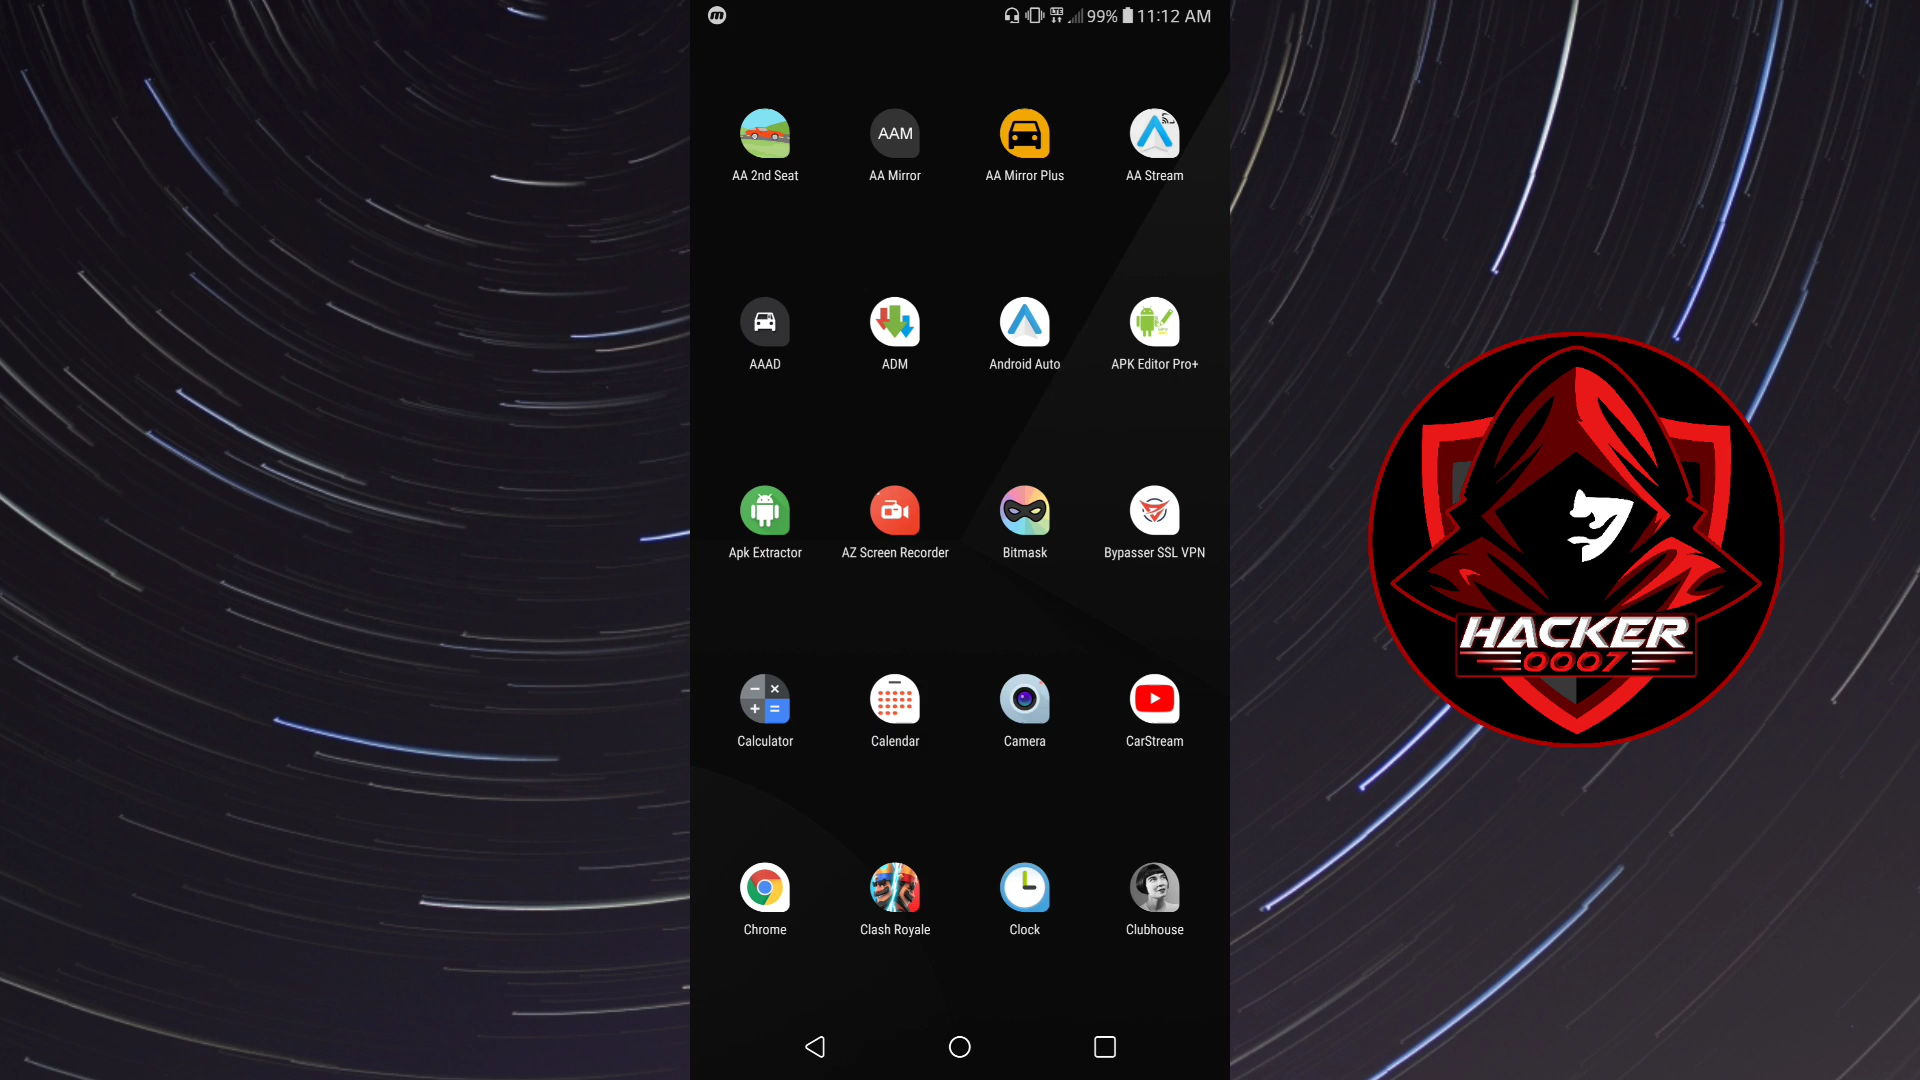 99% 11:12 AM
AAM
AA 2nd Seat AA Mirror AA Mirror Plus AA Stream
AAAD ADM Android Auto APK Editor Pro+
Apk Extractor AZ Screen Recorder Bitmask Bypasser SSL VPN
Calculator Calendar Camera CarStream
Chrome Clash Royale Clock Clubhouse
HACKER
0007